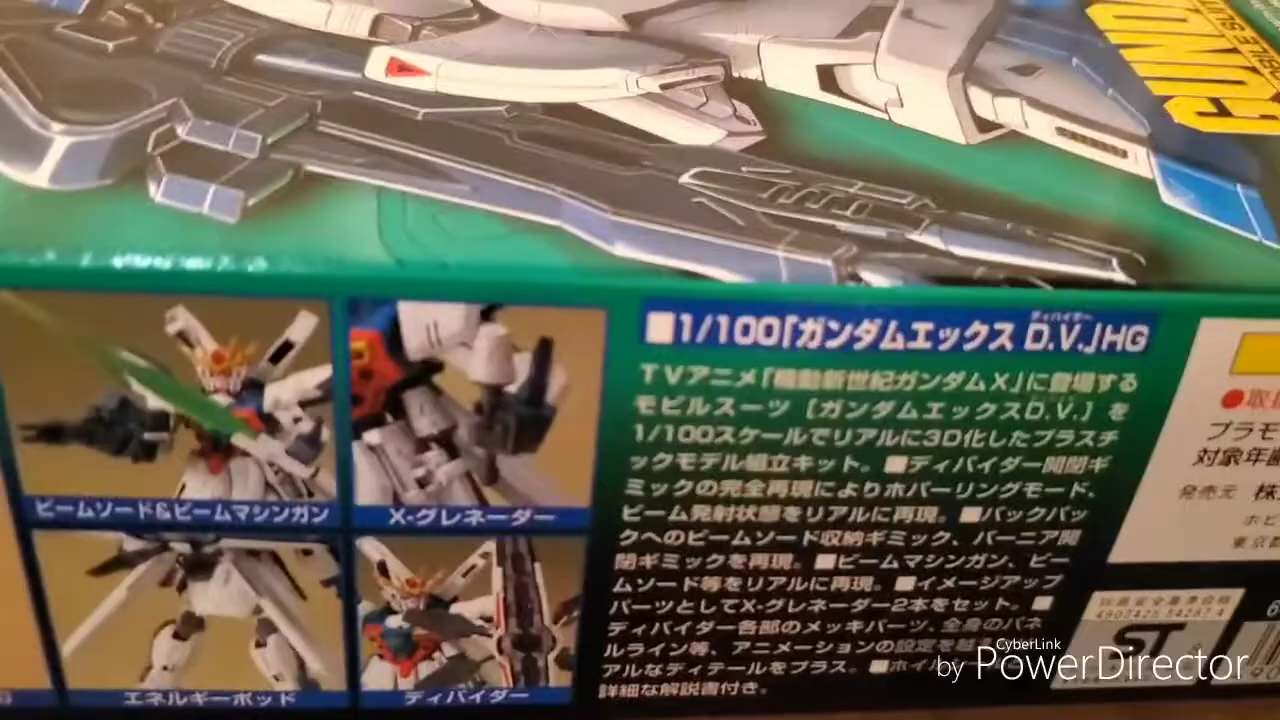 GUND
BILE SUIT
ディバイダー
■1/100「ガンダムエックス D.V.」HG
TVアニメ「機動新世紀ガンダムX」に登場する
モビルスーツ［ガンダムエックスD.V.］を
1/100スケールでリアルに3D化したプラスチ
ックモデル組立キット。■ディバイダー開閉ギ
ミックの完全再現によりホバーリングモード、
ビーム発射状態をリアルに再現。■バックパッ
クへのビームソード収納ギミック、バーニア開
閉ギミックを再現。■ビームマシンガン、ビー
ムソード等をリアルに再現。■イメージアップ
パーツとしてX-グレネーダー2本をセット。■
ディバイダー各部のメッキパーツ、全身のパネ
ルライン等、アニメーションの設定を
アルなディテールをプラス。■ホイル
詳細な解説書付き。
ビームソード&ビームマシンガン
X-グレネーダー
エネルギーポッド
ディバイダー
●取
プラモ
対象年齢
発売元 株
ホビ
東京都
ST
CyberLink
by PowerDirector